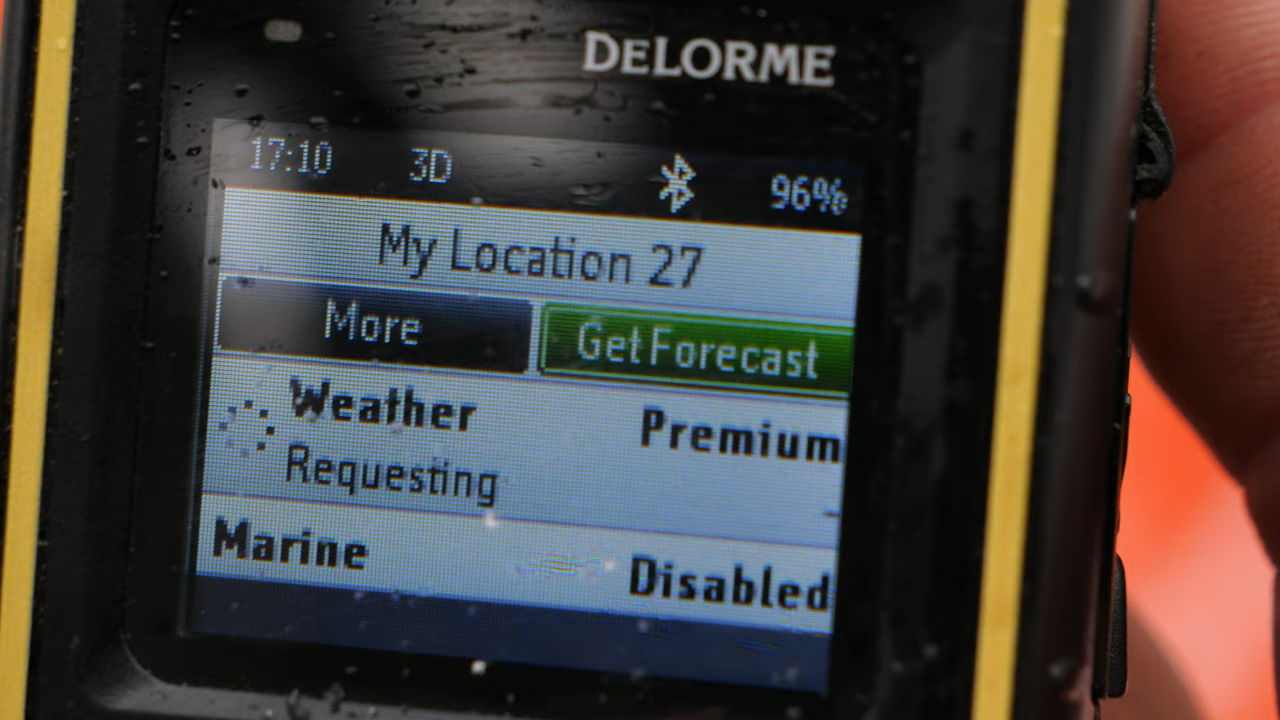 DELORME
17:10 3D 96%
My Location 27
More Get Forecast
Weather Premium
Requesting
Marine Disabled